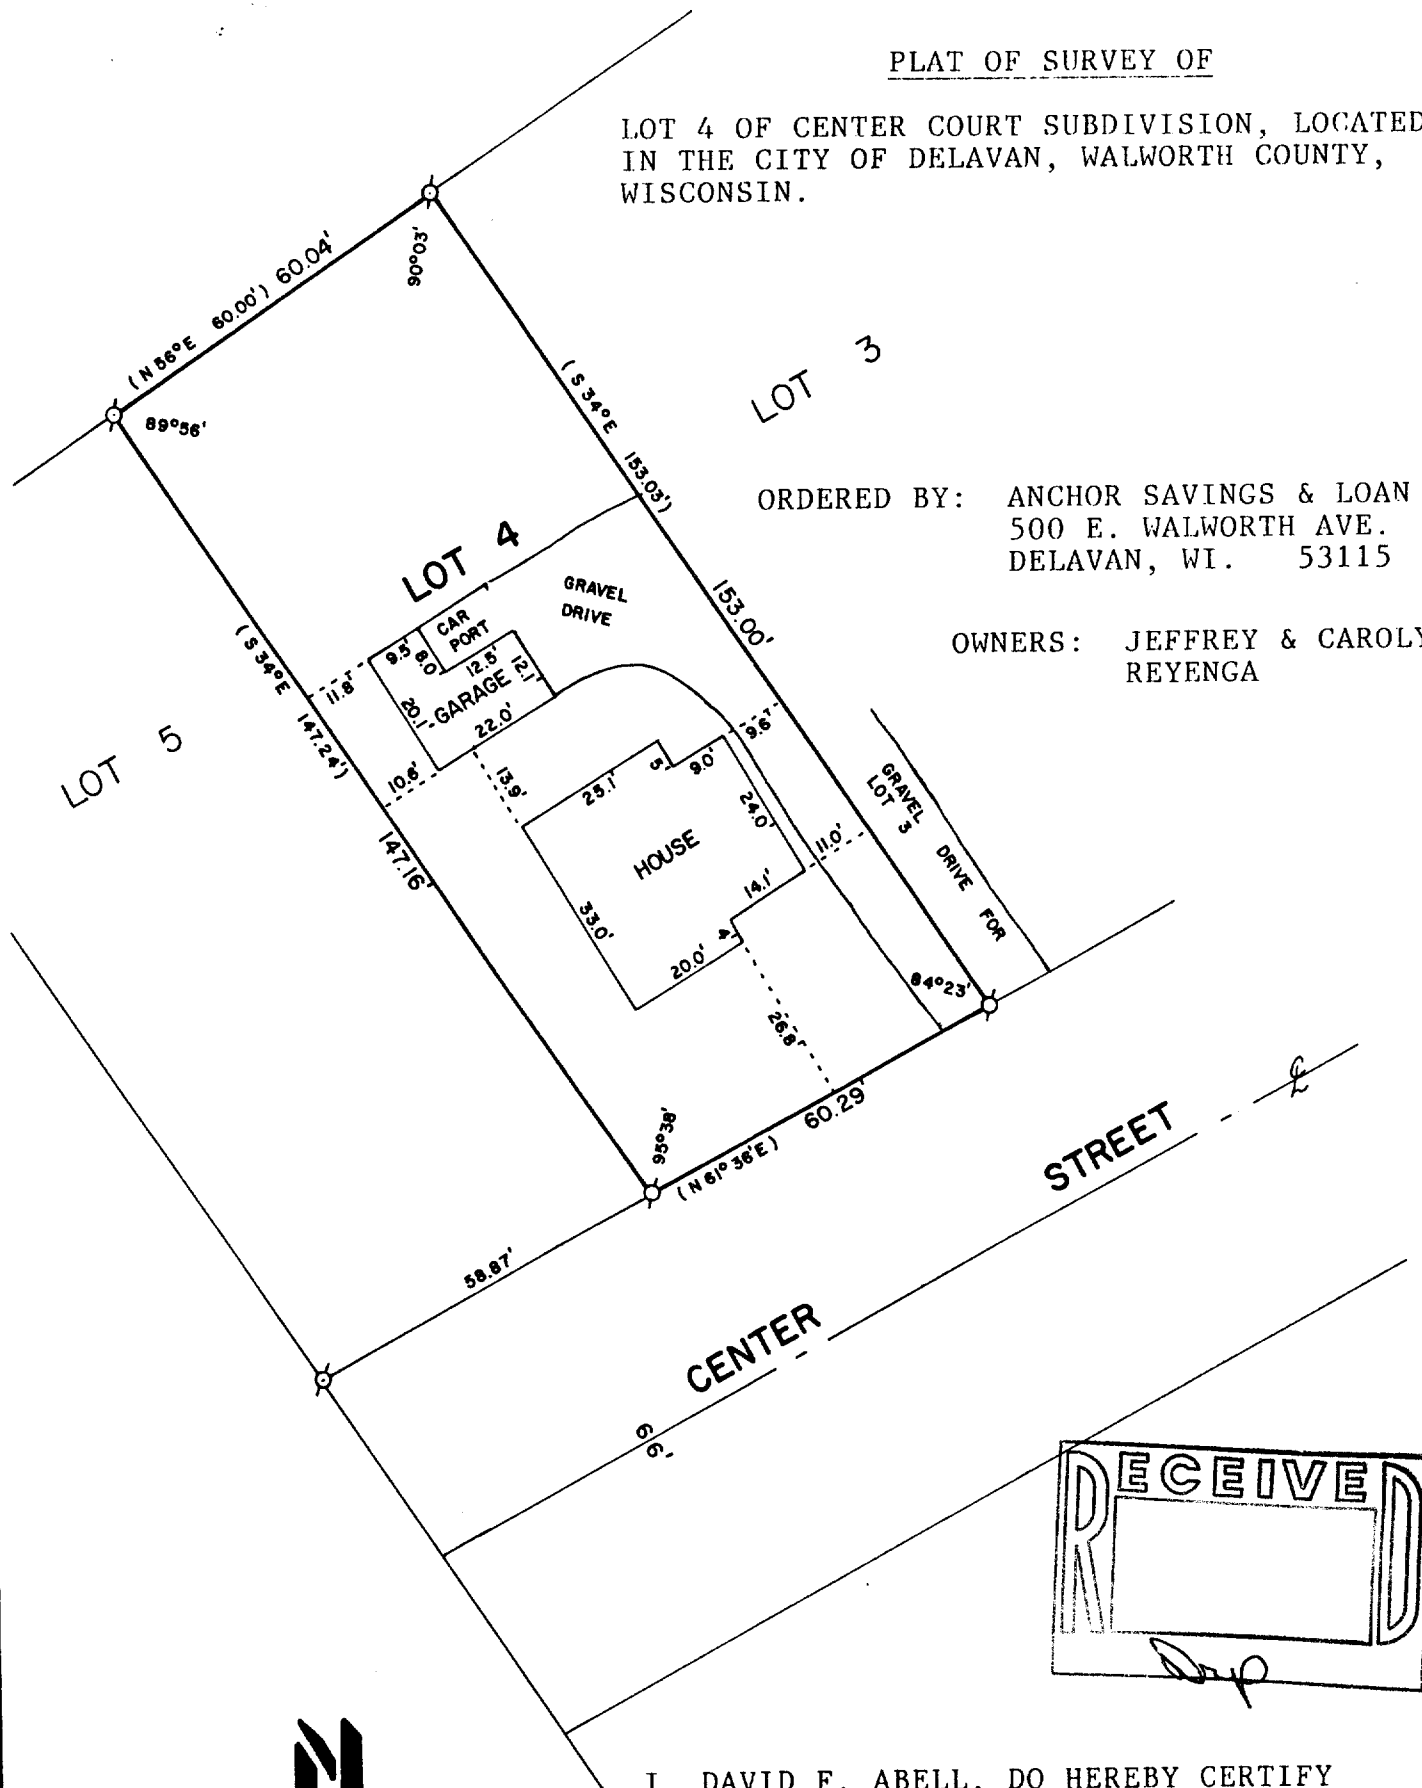 PLAT OF SURVEY OF
LOT 4 OF CENTER COURT SUBDIVISION, LOCATED
IN THE CITY OF DELAVAN, WALWORTH COUNTY,
WISCONSIN.
(N 56°E 60.00') 60.04'
90°03'
89°56'
(S 34°E 153.03')
153.00'
LOT 3
ORDERED BY: ANCHOR SAVINGS & LOAN
500 E. WALWORTH AVE.
DELAVAN, WI. 53115
OWNERS: JEFFREY & CAROLY
REYENGA
LOT 4
GRAVEL
DRIVE
CAR
PORT
9.5'
8.0'
12.5'
12.1'
11.8'
20.1'
GARAGE
22.0'
(S 34°E 147.24')
147.16'
LOT 5
10.6'
13.9'
25.1'
5'
9.0'
9.6'
24.0'
HOUSE
11.0'
14.1'
33.0'
4'
20.0'
26.8'
GRAVEL DRIVE FOR
LOT 3
84°23'
95°38'
(N 61°36'E) 60.29'
58.87'
CENTER STREET
℄
66'
RECEIVED
N
I, DAVID F. ABELL, DO HEREBY CERTIFY